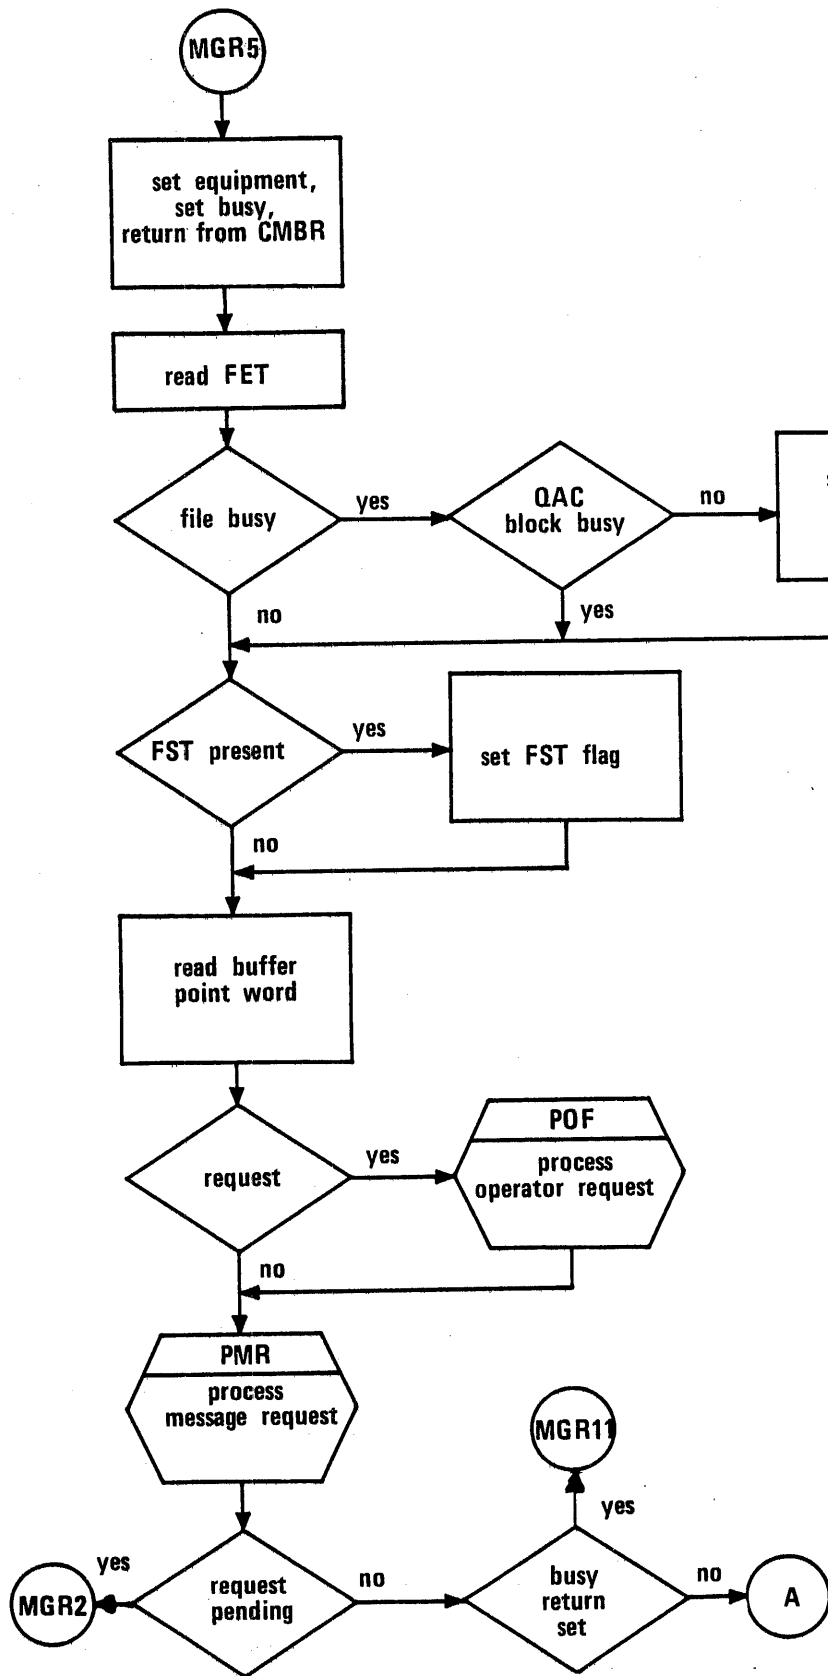 MGR5
set equipment,
set busy,
return from CMBR
read FET
file busy
yes
QAC
block busy
no
s
no
yes
FST present
yes
set FST flag
no
read buffer
point word
request
yes
POF
process
operator request
no
PMR
process
message request
MGR11
yes
MGR2
yes
request
pending
no
busy
return
set
no
A